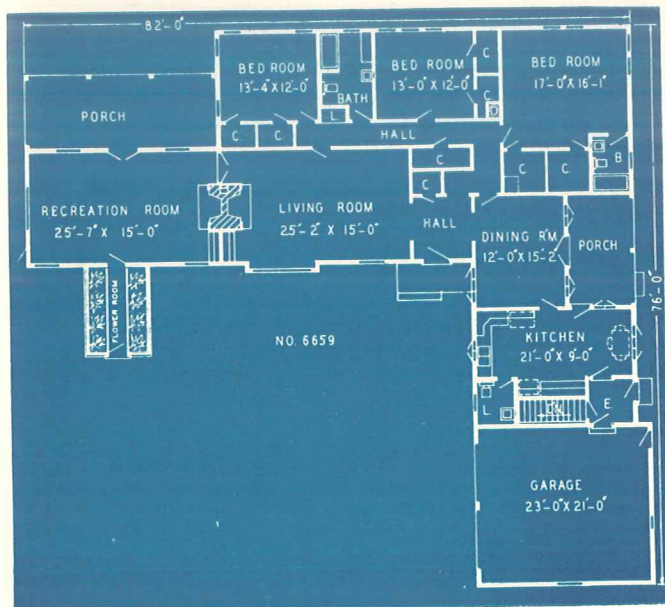 82'-0"
BED ROOM
13'-4"X12'-0"
BATH
L
BED ROOM
13'-0"X 12'-0"
C.
C
BED ROOM
17'-0"X 16'-1"
PORCH
C.
C.
HALL
C
C
C
C.
B
RECREATION ROOM
25'-7" X 15'-0"
LIVING ROOM
25'-2" X 15'-0"
HALL
DINING R'M
12'-0"X15'-2"
PORCH
76'-0"
FLOWER ROOM
NO. 6659
KITCHEN
21'-0"X 9'-0"
L
DN.
E.
GARAGE
23'-0"X 21'-0"